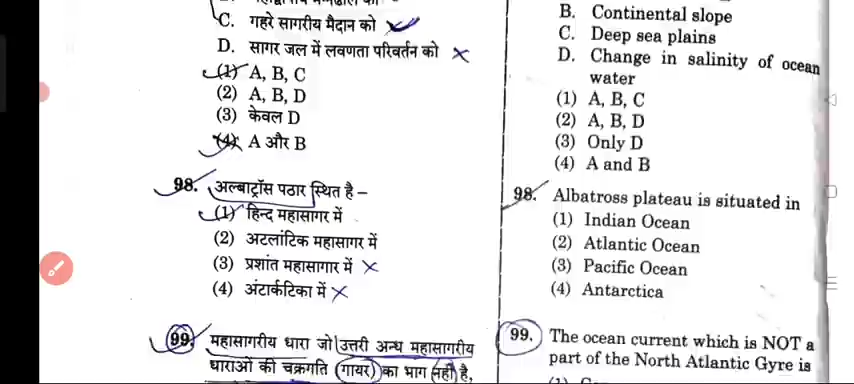 C. गहरे सागरीय मैदान को
D. सागर जल में लवणता परिवर्तन को
(1) A, B, C
(2) A, B, D
(3) केवल D
(4) A और B
98. अल्बाट्रॉस पठार स्थित है –
(1) हिन्द महासागर में
(2) अटलांटिक महासागर में
(3) प्रशांत महासागार में
(4) अंटार्कटिका में
99. महासागरीय धारा जो उत्तरी अन्ध महासागरीय
धाराओं की चक्रगति (गायर) का भाग नहीं है,
B. Continental slope
C. Deep sea plains
D. Change in salinity of ocean
water
(1) A, B, C
(2) A, B, D
(3) Only D
(4) A and B
98. Albatross plateau is situated in
(1) Indian Ocean
(2) Atlantic Ocean
(3) Pacific Ocean
(4) Antarctica
99. The ocean current which is NOT a
part of the North Atlantic Gyre is